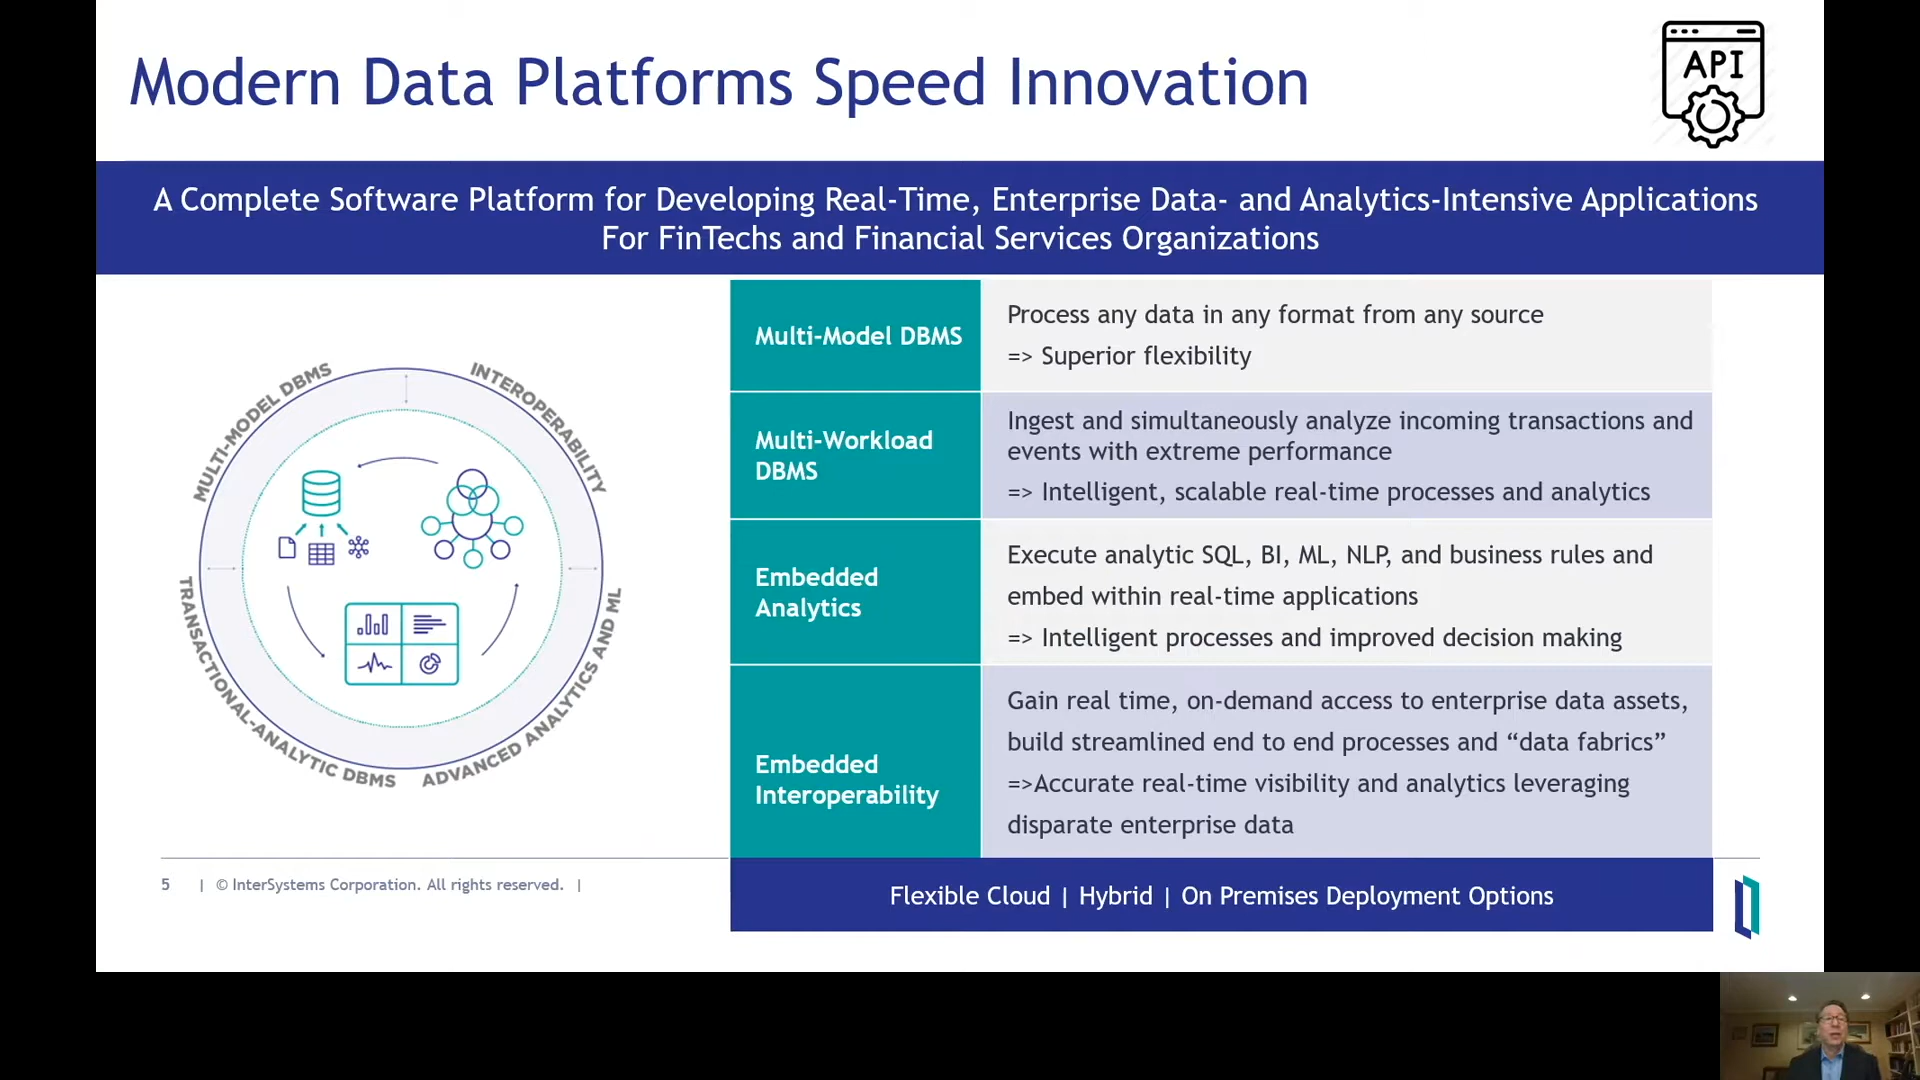 Modern Data Platforms Speed Innovation
API
A Complete Software Platform for Developing Real-Time, Enterprise Data- and Analytics-Intensive Applications
For FinTechs and Financial Services Organizations
MULTI-MODEL DBMS
INTEROPERABILITY
TRANSACTIONAL-ANALYTIC DBMS
ADVANCED ANALYTICS AND ML
Multi-Model DBMS
Process any data in any format from any source
=> Superior flexibility
Multi-Workload
DBMS
Ingest and simultaneously analyze incoming transactions and
events with extreme performance
=> Intelligent, scalable real-time processes and analytics
Embedded
Analytics
Execute analytic SQL, BI, ML, NLP, and business rules and
embed within real-time applications
=> Intelligent processes and improved decision making
Embedded
Interoperability
Gain real time, on-demand access to enterprise data assets,
build streamlined end to end processes and “data fabrics”
=>Accurate real-time visibility and analytics leveraging
disparate enterprise data
Flexible Cloud | Hybrid | On Premises Deployment Options
5 | © InterSystems Corporation. All rights reserved. |